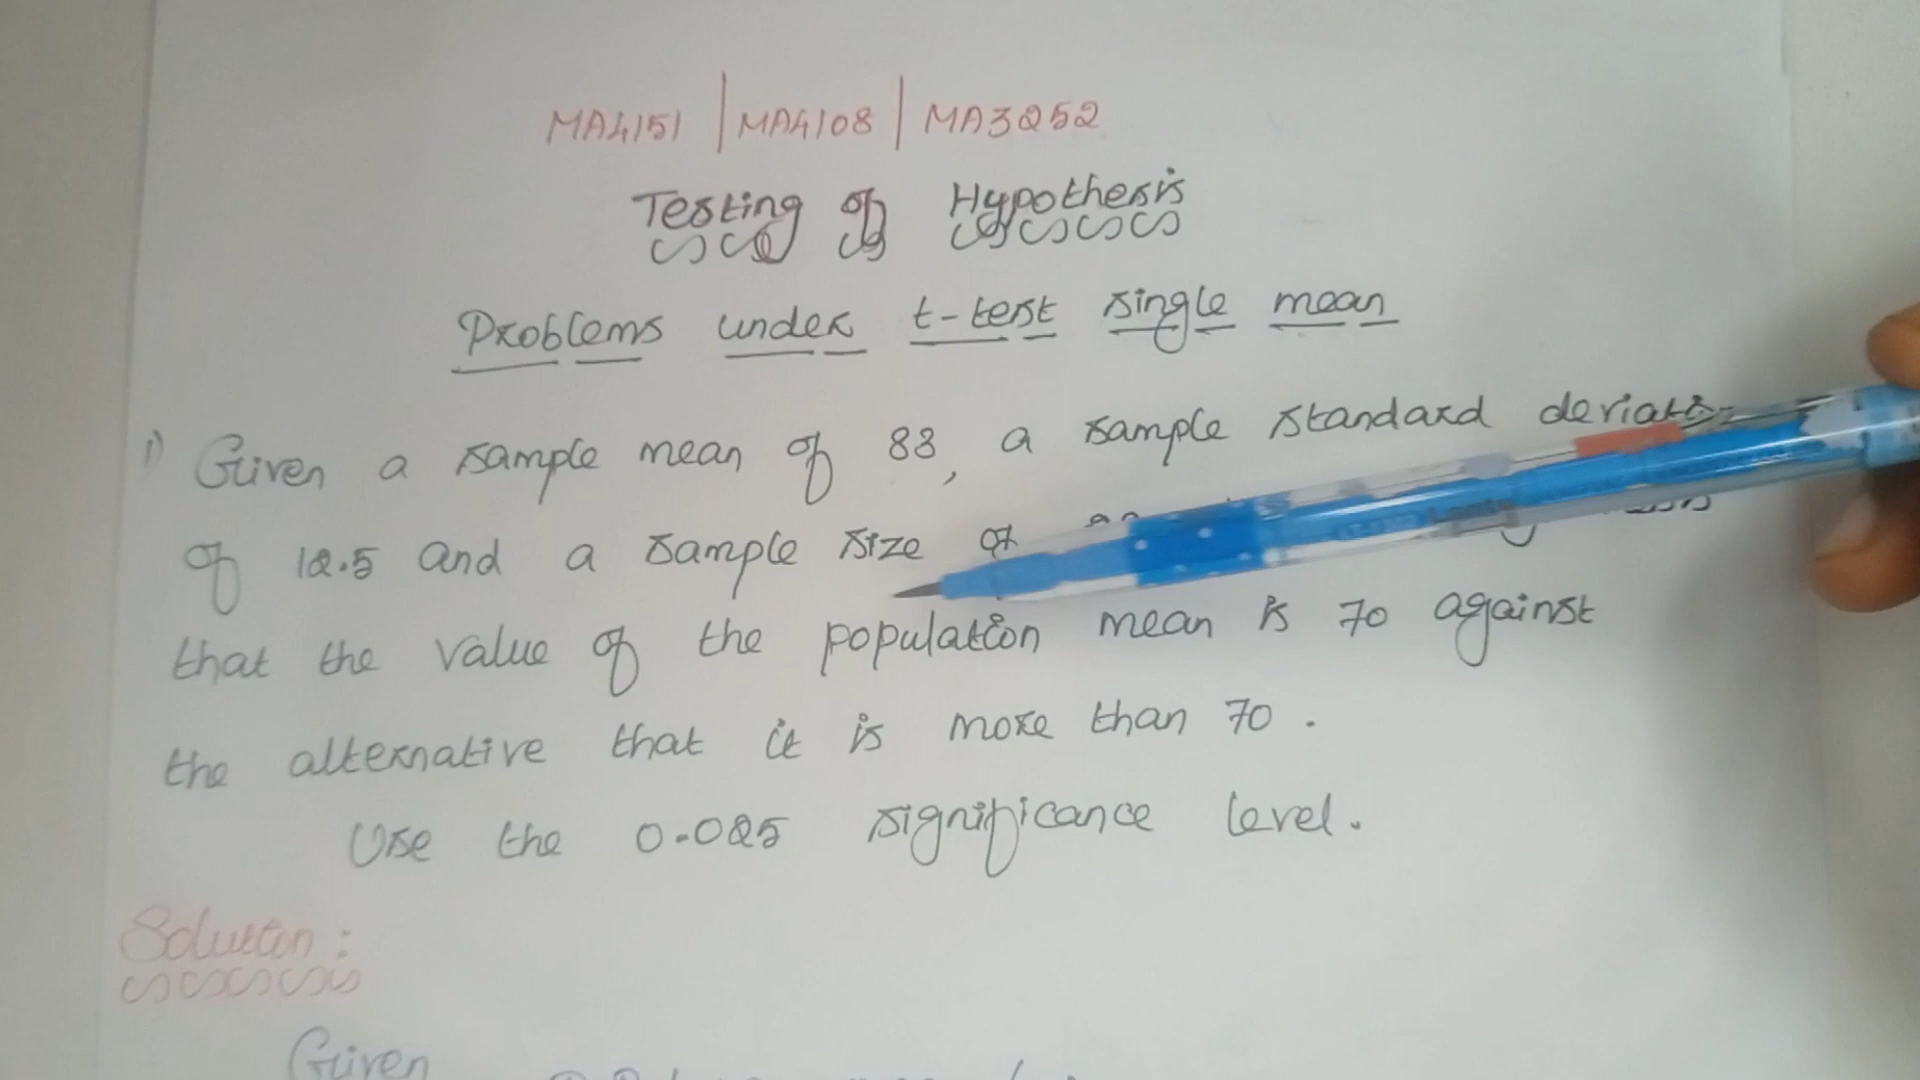 MA4151 | MA4108 | MA3252
Testing of Hypothesis
Problems under t-test single mean
1) Given a sample mean of 83, a sample standard
of 12.5 and a sample size of
that the value of the population mean is 70 against
the alternative that it is more than 70.
Use the 0.025 significance level.
Solution:
Given